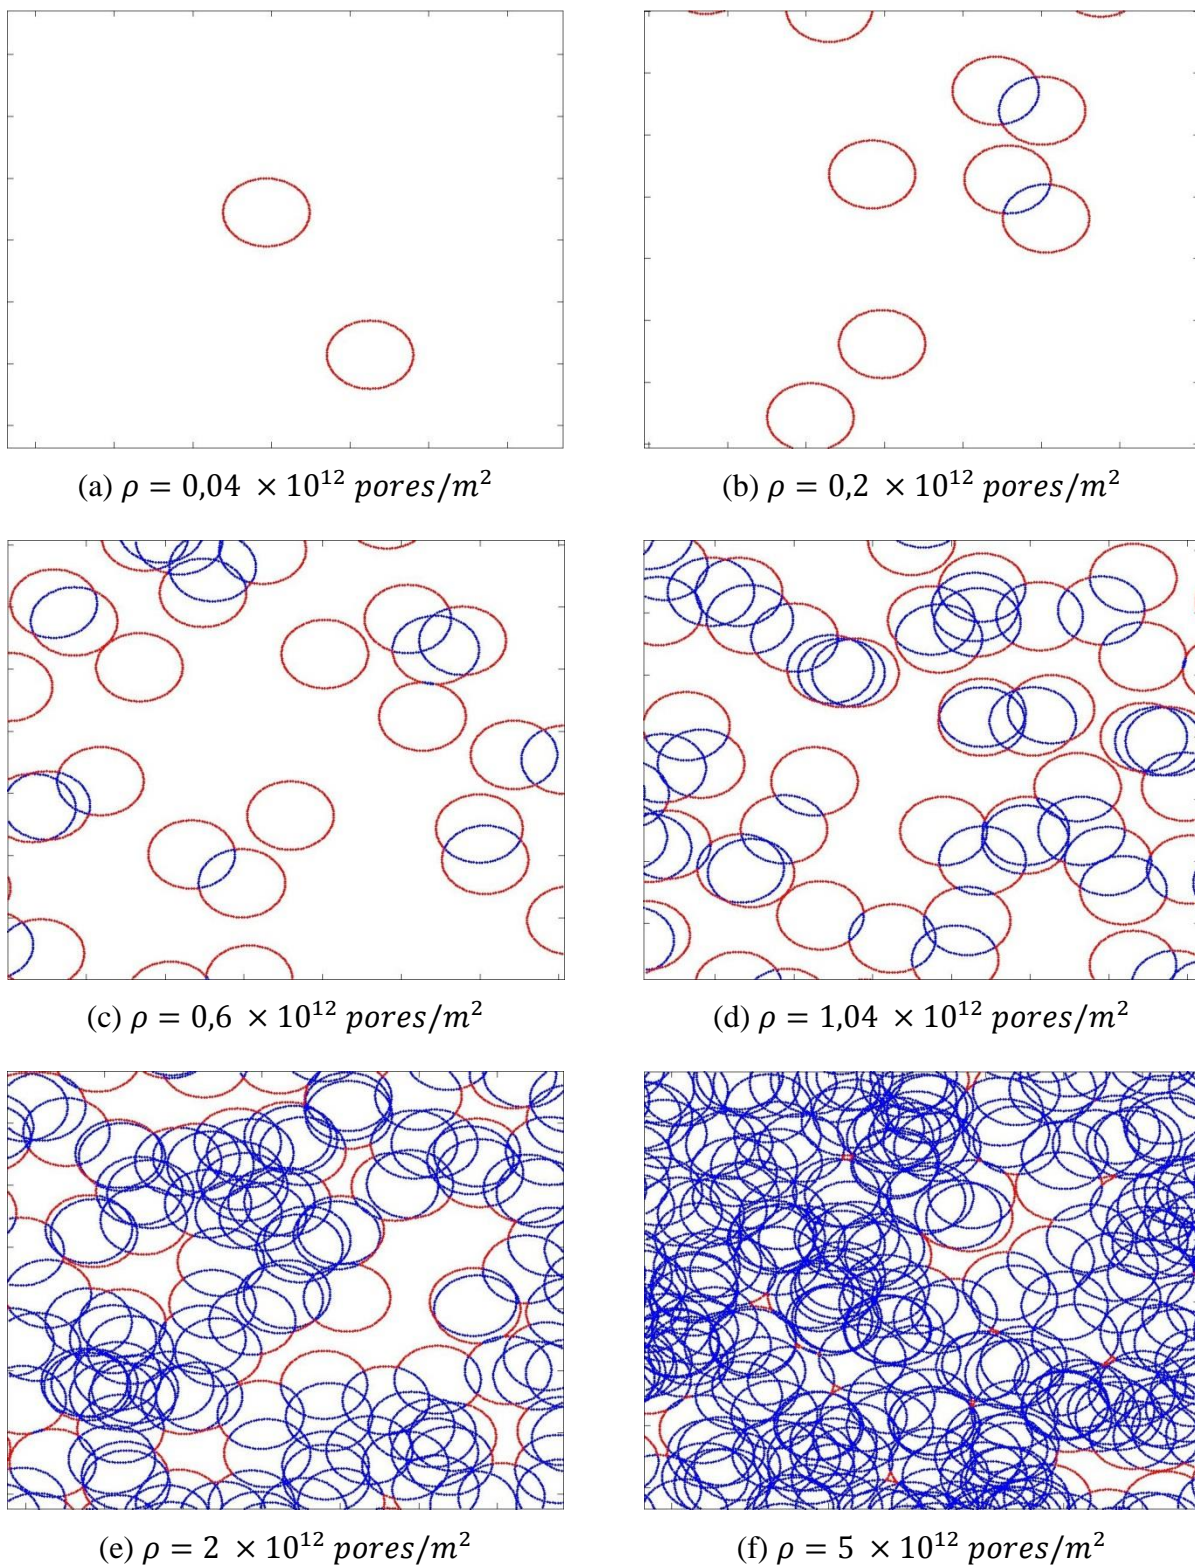 (a) ρ = 0,04 × 10¹² pores/m²
(b) ρ = 0,2 × 10¹² pores/m²
(c) ρ = 0,6 × 10¹² pores/m²
(d) ρ = 1,04 × 10¹² pores/m²
(e) ρ = 2 × 10¹² pores/m²
(f) ρ = 5 × 10¹² pores/m²